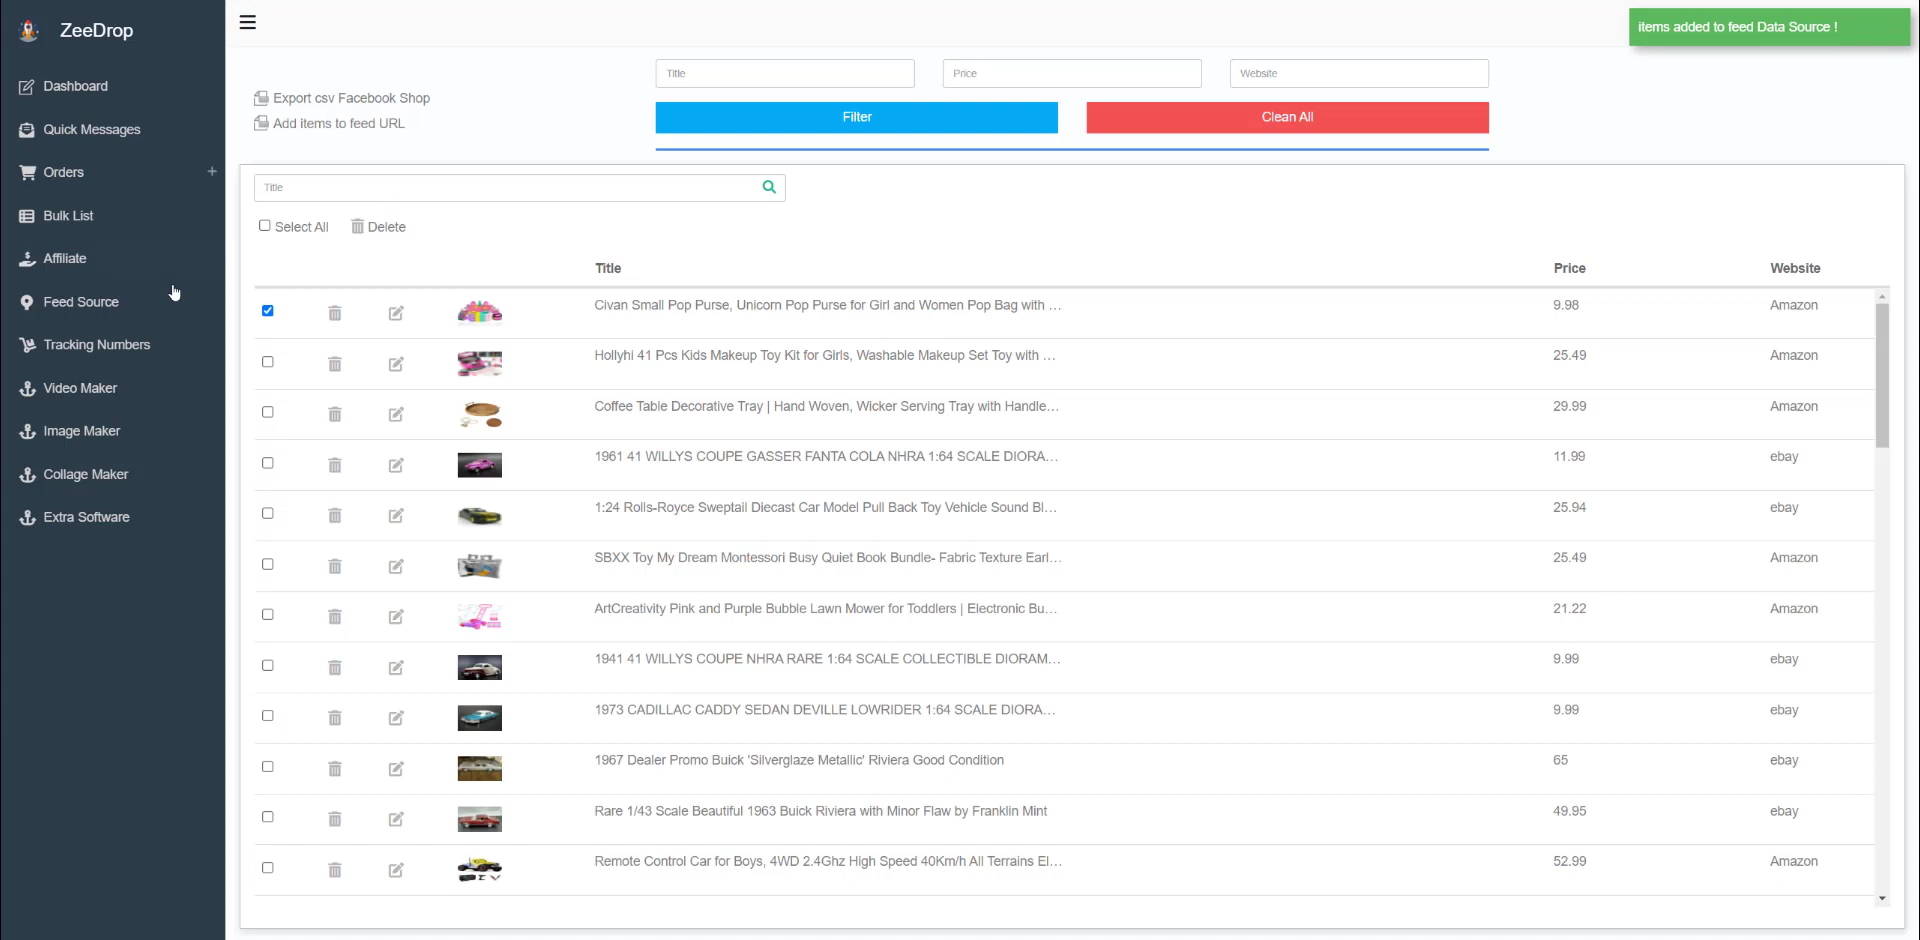 ZeeDrop
items added to feed Data Source !
Dashboard
Quick Messages
Orders +
Bulk List
Affiliate
Feed Source
Tracking Numbers
Video Maker
Image Maker
Collage Maker
Extra Software
Export csv Facebook Shop
Add items to feed URL
Title Price Website
Filter Clean All
Title
Select All Delete
Title Price Website
Civan Small Pop Purse, Unicorn Pop Purse for Girl and Women Pop Bag with ... 9.98 Amazon
Hollyhi 41 Pcs Kids Makeup Toy Kit for Girls, Washable Makeup Set Toy with ... 25.49 Amazon
Coffee Table Decorative Tray | Hand Woven, Wicker Serving Tray with Handle... 29.99 Amazon
1961 41 WILLYS COUPE GASSER FANTA COLA NHRA 1:64 SCALE DIORA... 11.99 ebay
1:24 Rolls-Royce Sweptail Diecast Car Model Pull Back Toy Vehicle Sound Bl... 25.94 ebay
SBXX Toy My Dream Montessori Busy Quiet Book Bundle- Fabric Texture Earl... 25.49 Amazon
ArtCreativity Pink and Purple Bubble Lawn Mower for Toddlers | Electronic Bu... 21.22 Amazon
1941 41 WILLYS COUPE NHRA RARE 1:64 SCALE COLLECTIBLE DIORAM... 9.99 ebay
1973 CADILLAC CADDY SEDAN DEVILLE LOWRIDER 1:64 SCALE DIORA... 9.99 ebay
1967 Dealer Promo Buick 'Silverglaze Metallic' Riviera Good Condition 65 ebay
Rare 1/43 Scale Beautiful 1963 Buick Riviera with Minor Flaw by Franklin Mint 49.95 ebay
Remote Control Car for Boys, 4WD 2.4Ghz High Speed 40Km/h All Terrains El... 52.99 Amazon